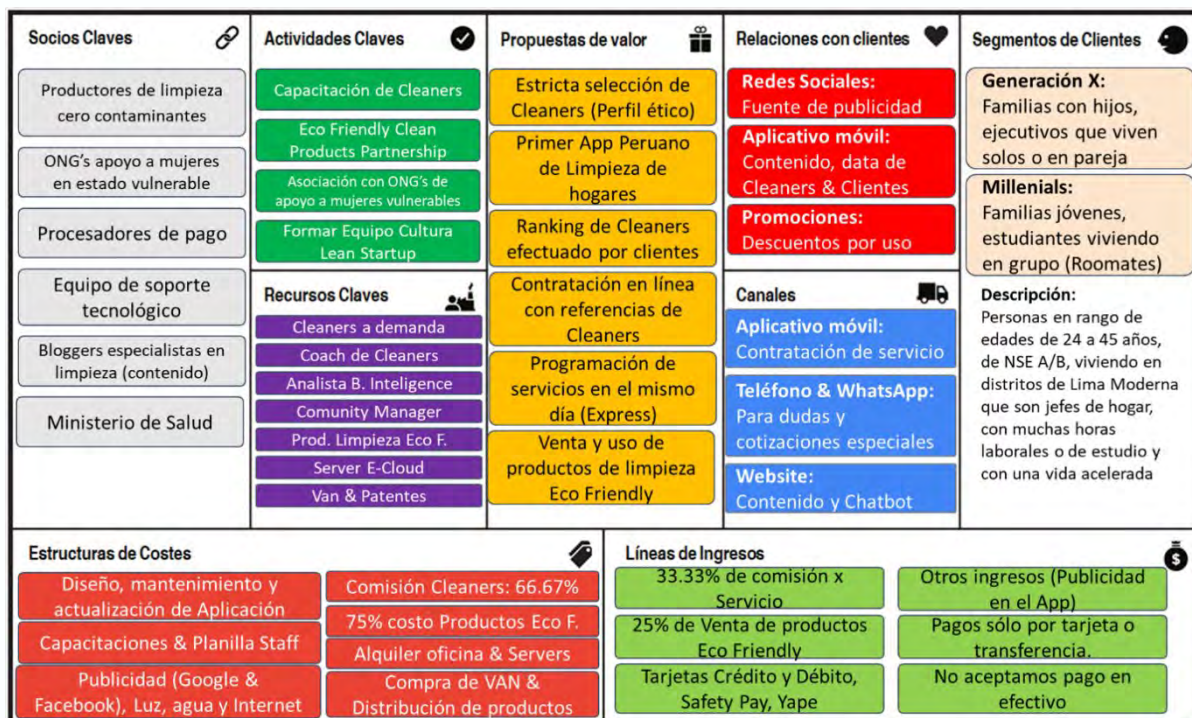 Socios Claves
Productores de limpieza
cero contaminantes
ONG's apoyo a mujeres
en estado vulnerable
Procesadores de pago
Equipo de soporte
tecnológico
Bloggers especialistas en
limpieza (contenido)
Ministerio de Salud
Actividades Claves
Capacitación de Cleaners
Eco Friendly Clean
Products Partnership
Asociación con ONG's de
apoyo a mujeres vulnerables
Formar Equipo Cultura
Lean Startup
Recursos Claves
Cleaners a demanda
Coach de Cleaners
Analista B. Inteligence
Comunity Manager
Prod. Limpieza Eco F.
Server E-Cloud
Van & Patentes
Propuestas de valor
Estricta selección de
Cleaners (Perfil ético)
Primer App Peruano
de Limpieza de
hogares
Ranking de Cleaners
efectuado por clientes
Contratación en línea
con referencias de
Cleaners
Programación de
servicios en el mismo
día (Express)
Venta y uso de
productos de limpieza
Eco Friendly
Relaciones con clientes
Redes Sociales:
Fuente de publicidad
Aplicativo móvil:
Contenido, data de
Cleaners & Clientes
Promociones:
Descuentos por uso
Canales
Aplicativo móvil:
Contratación de servicio
Teléfono & WhatsApp:
Para dudas y
cotizaciones especiales
Website:
Contenido y Chatbot
Segmentos de Clientes
Generación X:
Familias con hijos,
ejecutivos que viven
solos o en pareja
Millenials:
Familias jóvenes,
estudiantes viviendo
en grupo (Roomates)
Descripción:
Personas en rango de
edades de 24 a 45 años,
de NSE A/B, viviendo en
distritos de Lima Moderna
que son jefes de hogar,
con muchas horas
laborales o de estudio y
con una vida acelerada
Estructuras de Costes
Diseño, mantenimiento y
actualización de Aplicación
Capacitaciones & Planilla Staff
Publicidad (Google &
Facebook), Luz, agua y Internet
Comisión Cleaners: 66.67%
75% costo Productos Eco F.
Alquiler oficina & Servers
Compra de VAN &
Distribución de productos
Líneas de Ingresos
$
33.33% de comisión x
Servicio
25% de Venta de productos
Eco Friendly
Tarjetas Crédito y Débito,
Safety Pay, Yape
Otros ingresos (Publicidad
en el App)
Pagos sólo por tarjeta o
transferencia.
No aceptamos pago en
efectivo